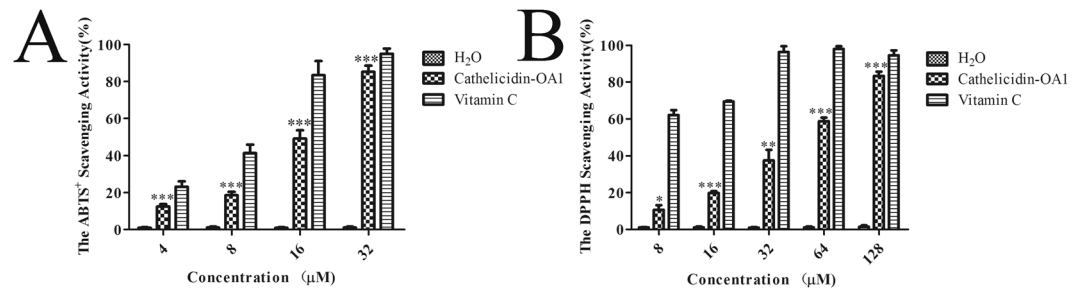 A
The ABTS⁺ Scavenging Activity(%)
100
80
60
40
20
0
***
***
***
***
4
8
16
32
Concentration (μM)
H₂O
Cathelicidin-OA1
Vitamin C
B
The DPPH Scavenging Activity(%)
100
80
60
40
20
0
*
***
**
***
***
8
16
32
64
128
Concentration (μM)
H₂O
Cathelicidin-OA1
Vitamin C